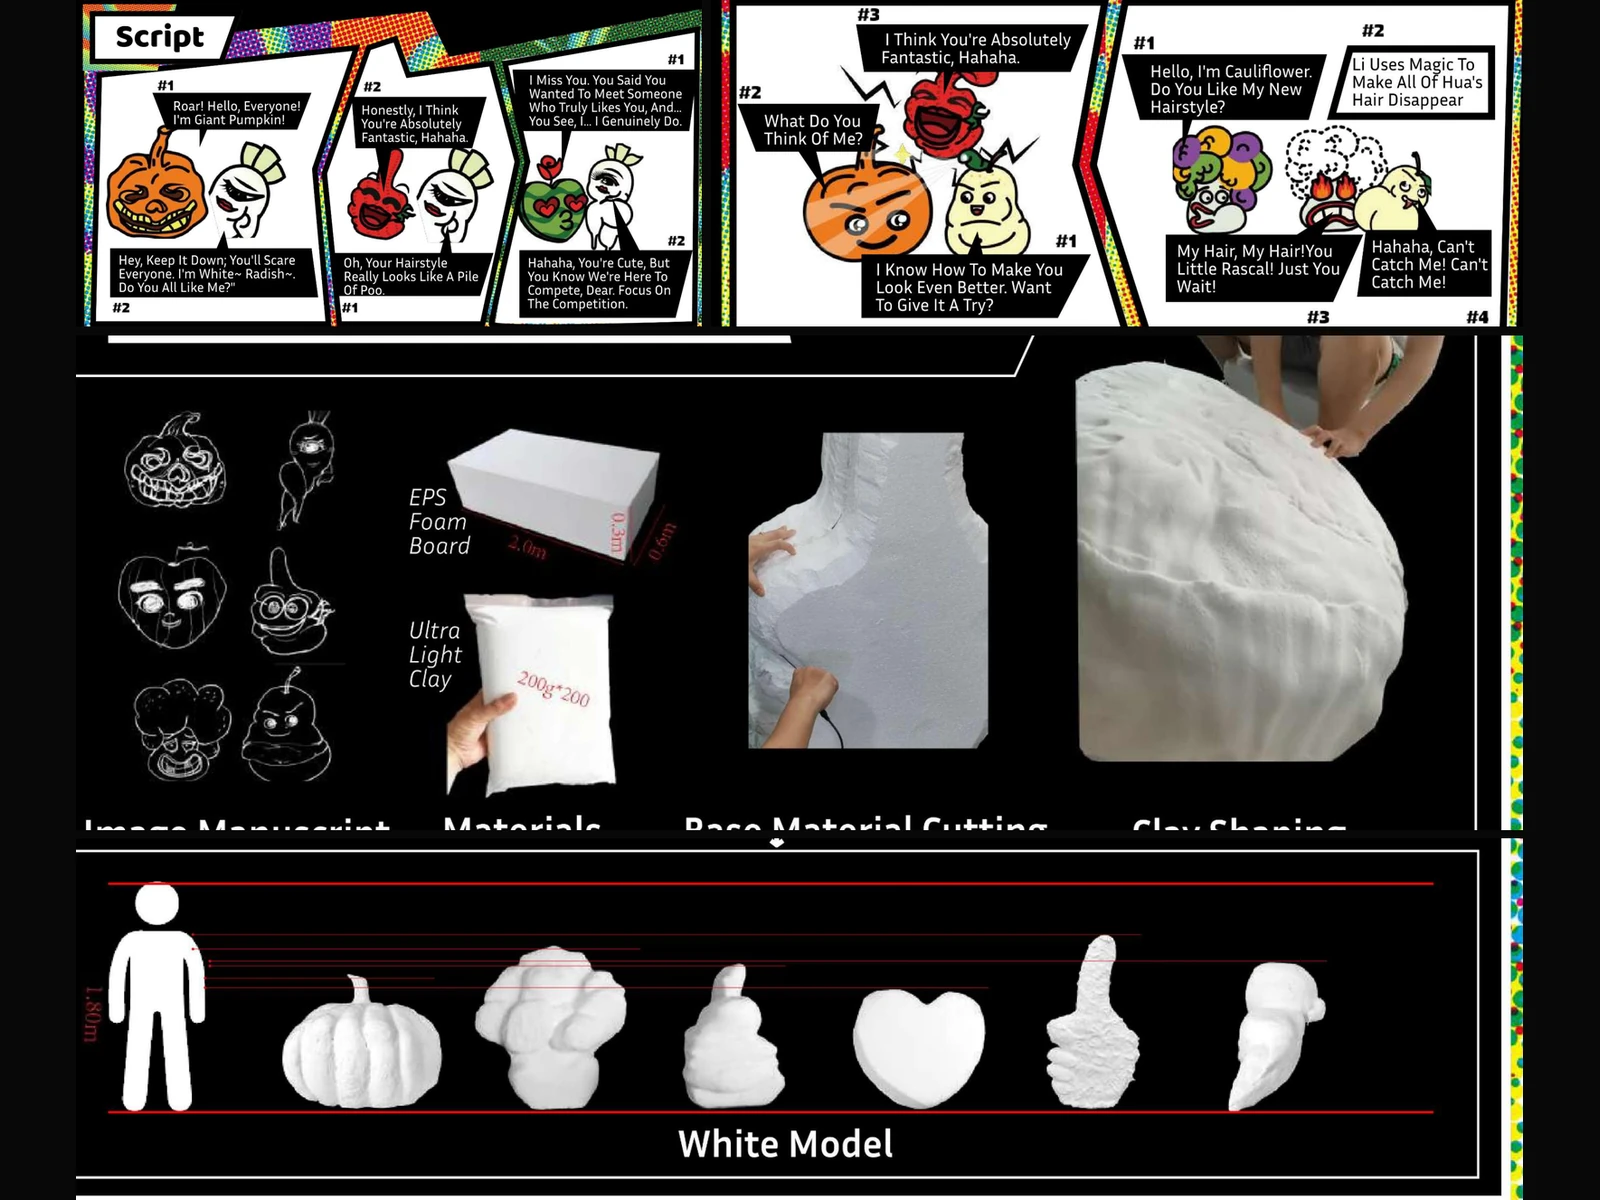 Script
#1
Roar! Hello, Everyone!
I'm Giant Pumpkin!
Hey, Keep It Down; You'll Scare
Everyone. I'm White~ Radish~.
Do You All Like Me?"
#2
#2
Honestly, I Think
You're Absolutely
Fantastic, Hahaha.
Oh, Your Hairstyle
Really Looks Like A Pile
Of Poo.
#1
#1
I Miss You. You Said You
Wanted To Meet Someone
Who Truly Likes You, And...
You See, I... I Genuinely Do.
#2
Hahaha, You're Cute, But
You Know We're Here To
Compete, Dear. Focus On
The Competition.
#3
I Think You're Absolutely
Fantastic, Hahaha.
#2
What Do You
Think Of Me?
#1
I Know How To Make You
Look Even Better. Want
To Give It A Try?
#1
Hello, I'm Cauliflower.
Do You Like My New
Hairstyle?
#2
Li Uses Magic To
Make All Of Hua's
Hair Disappear
My Hair, My Hair!You
Little Rascal! Just You
Wait!
#3
Hahaha, Can't
Catch Me! Can't
Catch Me!
#4
EPS
Foam
Board
2.0m
0.3m
0.6m
Ultra
Light
Clay
200g*200
Image Manuscript
Materials
Base Material Cutting
Clay Shaping
1.80m
White Model